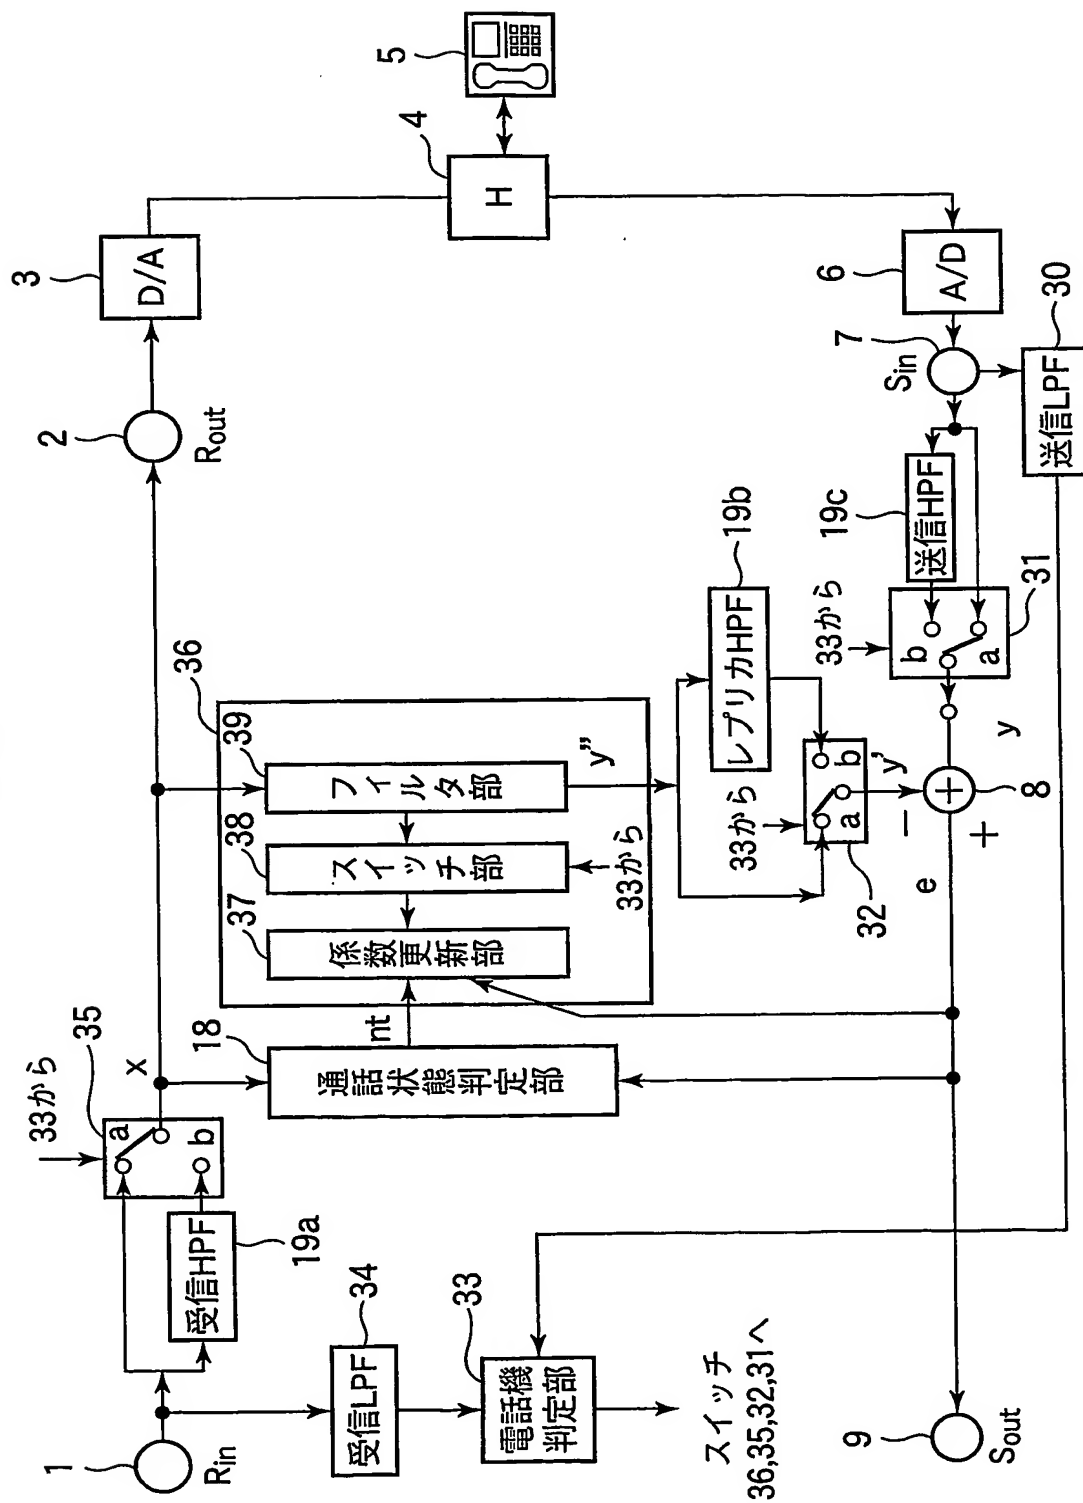 1
Rin
33から
35
a
b
受信HPF
19a
x
受信LPF
34
電話機
判定部
33
スイッチ
36,35,32,31へ
通話状態判定部
18
nt
36
係数更新部
37
スイッチ部
38
33から
フィルタ部
39
y"
2
Rout
3
D/A
4
H
5
6
A/D
7
Sin
送信LPF
30
送信HPF
19c
33から
b
a
31
レプリカHPF
19b
33から
a
b
32
y'
y
−
+
+
8
e
9
Sout